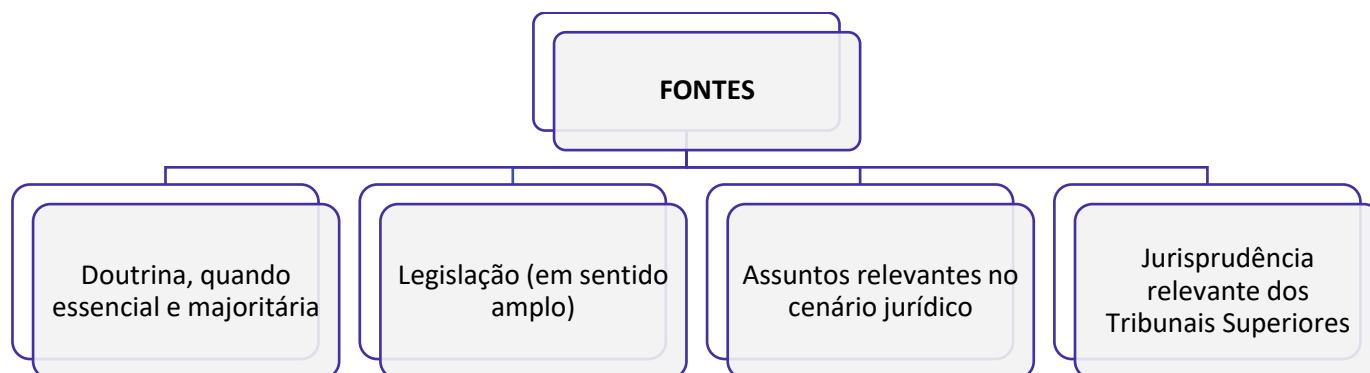 FONTES
Doutrina, quando
essencial e majoritária
Legislação (em sentido
amplo)
Assuntos relevantes no
cenário jurídico
Jurisprudência
relevante dos
Tribunais Superiores